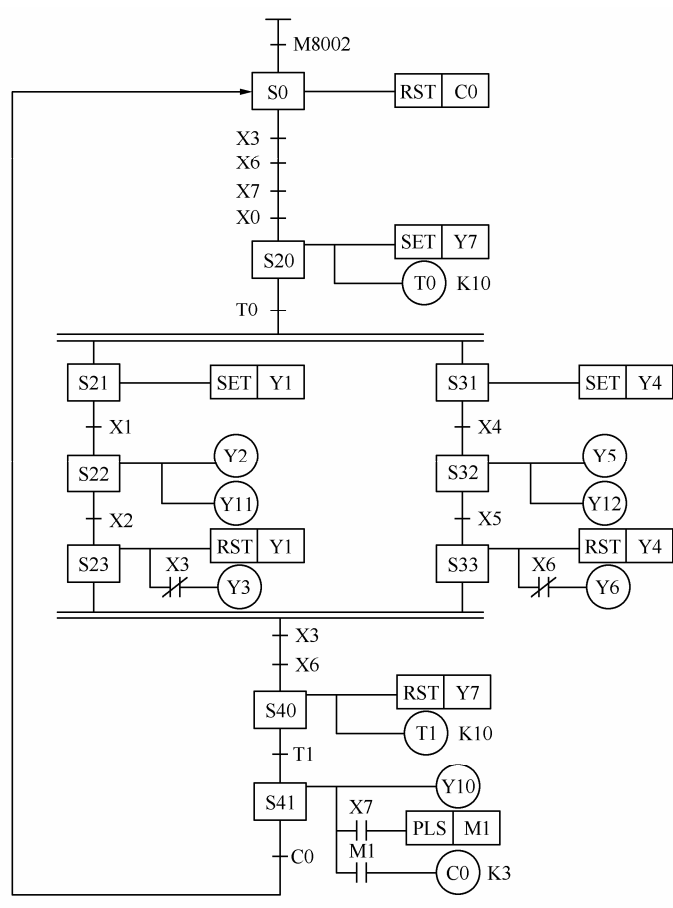 M8002
S0 RST C0
X3
X6
X7
X0
S20 SET Y7
T0 K10
T0
S21 SET Y1 S31 SET Y4
X1 X4
S22 Y2 S32 Y5
Y11 Y12
X2 X5
S23 RST Y1 S33 RST Y4
X3 Y3 X6 Y6
X3
X6
S40 RST Y7
T1 K10
T1
S41 Y10
X7 PLS M1
M1 C0 K3
C0